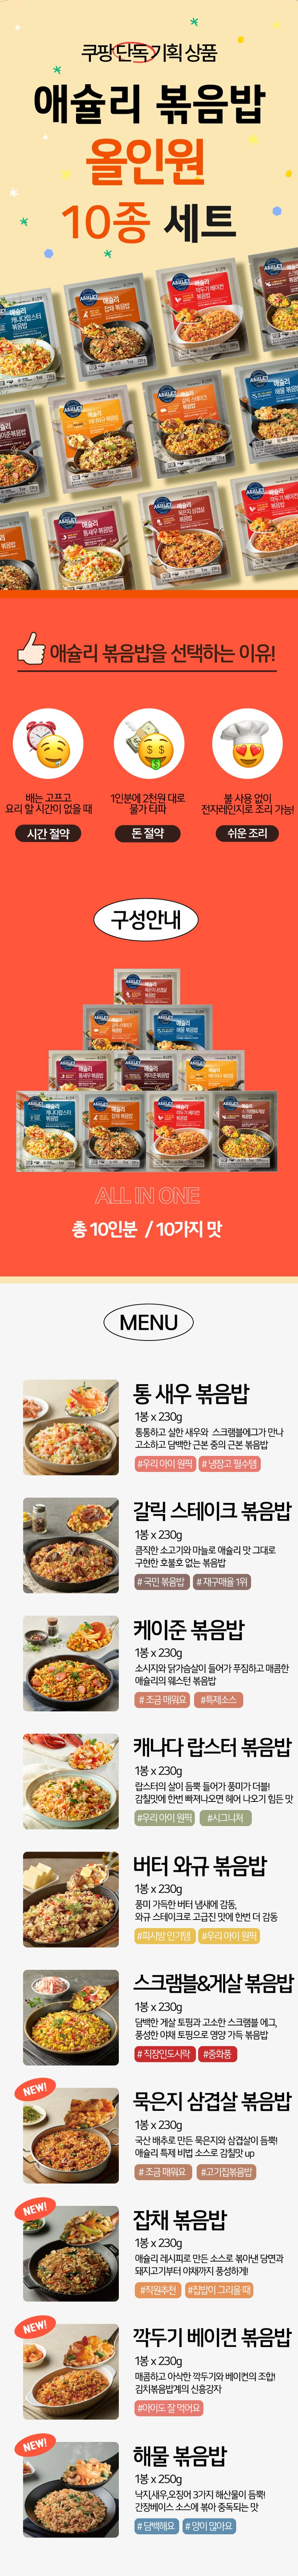 쿠팡 단독 기획 상품
애슐리 볶음밥
올인원
10종 세트
애슐리 볶음밥을 선택하는 이유!
배는 고프고
요리 할 시간이 없을 때
시간 절약
1인분에 2천원 대로
물가 타파
돈 절약
불 사용 없이
전자레인지로 조리 가능!
쉬운 조리
구성안내
ALL IN ONE
총 10인분 / 10가지 맛
MENU
통 새우 볶음밥
1봉 x 230g
통통하고 실한 새우와 스크램블에그가 만나
고소하고 담백한 근본 중의 근본 볶음밥
#우리 아이 원픽 # 냉장고 필수템
갈릭 스테이크 볶음밥
1봉 x 230g
큼직한 소고기와 마늘로 애슐리 맛 그대로
구현한 호불호 없는 볶음밥
# 국민 볶음밥 # 재구매율 1위
케이준 볶음밥
1봉 x 230g
소시지와 닭가슴살이 들어가 푸짐하고 매콤한
애슐리의 웨스턴 볶음밥
# 조금 매워요 #특제소스
캐나다 랍스터 볶음밥
1봉 x 230g
랍스터의 살이 듬뿍 들어가 풍미가 더블!
감칠맛에 한번 빠져나오면 헤어 나오기 힘든 맛
#우리 아이 원픽 #시그니처
버터 와규 볶음밥
1봉 x 230g
풍미 가득한 버터 냄새에 감동,
와규 스테이크로 고급진 맛에 한번 더 감동
#피시방 인기템 #우리 아이 원픽
스크램블&게살 볶음밥
1봉 x 230g
담백한 게살 토핑과 고소한 스크램블 에그,
풍성한 야채 토핑으로 영양 가득 볶음밥
# 직장인도시락 #중화풍
NEW!
묵은지 삼겹살 볶음밥
1봉 x 230g
국산 배추로 만든 묵은지와 삼겹살이 듬뿍!
애슐리 특제 비법 소스로 감칠맛 up
# 조금 매워요 #고기집볶음밥
NEW!
잡채 볶음밥
1봉 x 230g
애슐리 레시피로 만든 소스로 볶아낸 당면과
돼지고기부터 야채까지 풍성하게!
#직원추천 #집밥이 그리울 때
NEW!
깍두기 베이컨 볶음밥
1봉 x 230g
매콤하고 아삭한 깍두기와 베이컨의 조합!
김치볶음밥계의 신흥강자
#아이도 잘 먹어요
NEW!
해물 볶음밥
1봉 x 250g
낙지,새우,오징어 3가지 해산물이 듬뿍!
간장베이스 소스에 볶아 중독되는 맛
# 담백해요 # 양이 많아요